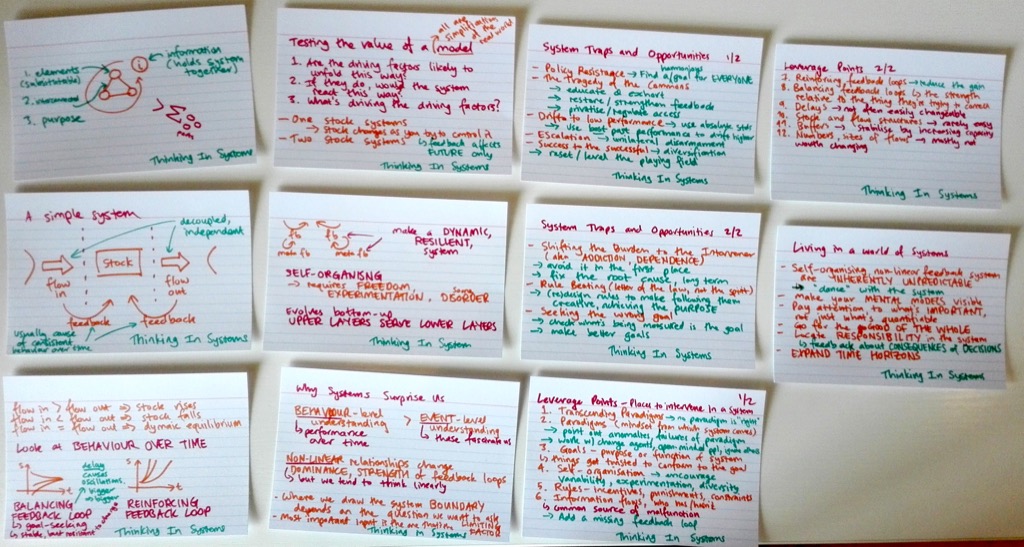 1. elements
(substitutable)
2.
3. purpose
i
information
(holds system
together)
Thinking In Systems
A simple system
decoupled,
independent
Stock
flow
in
flow
out
feedback
feedback
usually cause
of consistent
behaviour over time
Thinking In Systems
flow in > flow out => stock rises
flow in < flow out => stock falls
flow in = flow out => dymaic equilibrium
Look at BEHAVIOUR OVER TIME
delay
causes
oscillations.
bigger
bigger
BALANCING
FEEDBACK LOOP
goal-seeking
stable, but resistant to change
REINFORCING
FEEDBACK LOOP
Thinking In Systems
all are
simplification
of the
real world
Testing the value of a model
1. Are the driving factors likely to
unfold this way?
2. If they do, would the system
react this way?
3. What's driving the driving factors?
- One stock systems
→ stock changes as you try to control it
- Two stock systems ↳ feedback affects
FUTURE only
Thinking In Systems
fb fb
meta fb meta fb
make a DYNAMIC,
RESILIENT,
system
SELF-ORGANISING
→ requires FREEDOM,
EXPERIMENTATION, some DISORDER
Evolves bottom-up
UPPER LAYERS SERVE LOWER LAYERS
Thinking In System
Why Systems Surprise Us
BEHAVIOUR-level
understanding
↳ performance
over time
>
EVENT-level
understanding
↳ these fascinate us
NON-LINEAR relationships change
DOMINANCE, STRENGTH of feedback loops
↳ but we tend to think linearly
- Where we draw the system BOUNDARY
depends on the question we want to ask
- Most important input is the one that's LIMITING
FACTOR
Thinking in Systems
System Traps and Opportunities 1/2
- Policy Resistance → Find a harmonious goal for EVERYONE
- The Tragedy of the Commons
→ educate & exhort
→ restore / strengthen feedback
→ privatise / regulate access
- Drift to low performance → use absolute stds
→ use best past performance to drift higher
- Escalation → unilateral disarmament
- Success to the successful → diversification
→ reset / level the playing field
Thinking In Systems
System Traps and Opportunities 2/2
- Shifting the Burden to the Intervenor
(aka ADDICTION, DEPENDENCE)
→ avoid it in the first place
→ fix the root cause, long term
- Rule Beating (letter of the law, not the spirit)
→ (re)design rules to make following them
creative, achieving the PURPOSE
- Seeking the wrong goal
→ check what's being measured is the goal
→ make better goals
Thinking In Systems
Leverage Points - Places to intervene in a system 1/2
1. Transcending Paradigms → no paradigm is "right"
2. Paradigms (mindset from which system comes)
→ point out anomalies, failures of paradigm
→ work w/ change agents, open minded ppl, ignore others
3. Goals - purpose or function of system
↳ things get twisted to conform to the goal
4. Self-organisation → encourage
variability, experimentation, diversity
5. Rules - incentives, punishments, constraints
6. Information flows, who has/hasn't
↳ common source of malfunction
→ Add a missing feedback loop
Thinking In Systems
Leverage Points 2/2
7. Reinforcing feedback loops → reduce the gain
8. Balancing feedback loops ↳ the strength
relative to the thing they're trying to correct
9. Delays → not easily changeable
10. Stock and flow structures → not changed easily
11. Buffers → stabilise by increasing capacity
12. Numbers, sizes of flows → mostly not
worth changing
Thinking In Systems
Living in a world of systems
- Self-organising, non-linear feedback system
are INHERENTLY UNPREDICTABLE
→ "dance" with the system
- make your MENTAL MODELS visible
- Pay attention to what's IMPORTANT,
not what's quantifiable
- Go for the GOOD OF THE WHOLE
- Locate RESPONSIBILITY in the system
↳ feedback about CONSEQUENCES of DECISIONS
- EXPAND TIME HORIZONS
Thinking In Systems